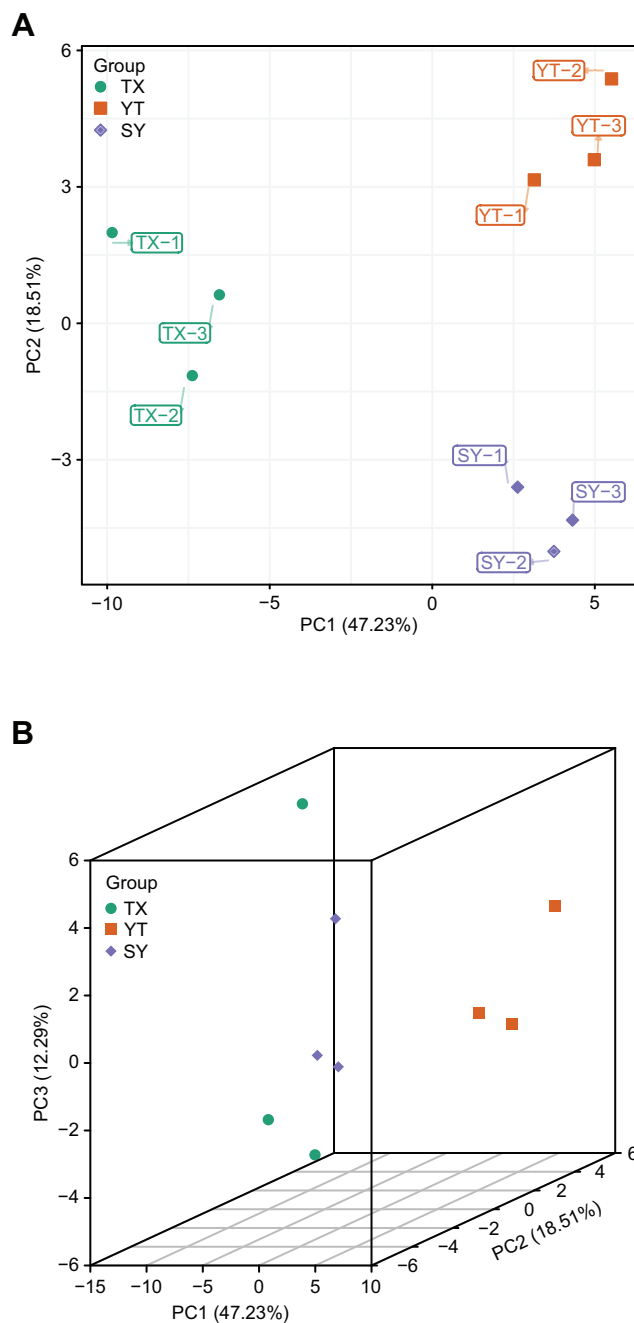 A
6
3
0
−3
PC2 (18.51%)
Group
TX
YT
SY
YT−2
YT−3
YT−1
TX−1
TX−3
TX−2
SY−1
SY−3
SY−2
−10
−5
0
5
PC1 (47.23%)
B
6
4
2
0
−2
−4
−6
PC3 (12.29%)
Group
TX
YT
SY
6
4
2
0
−2
−4
−6
PC2 (18.51%)
−15
−10
−5
0
5
10
PC1 (47.23%)